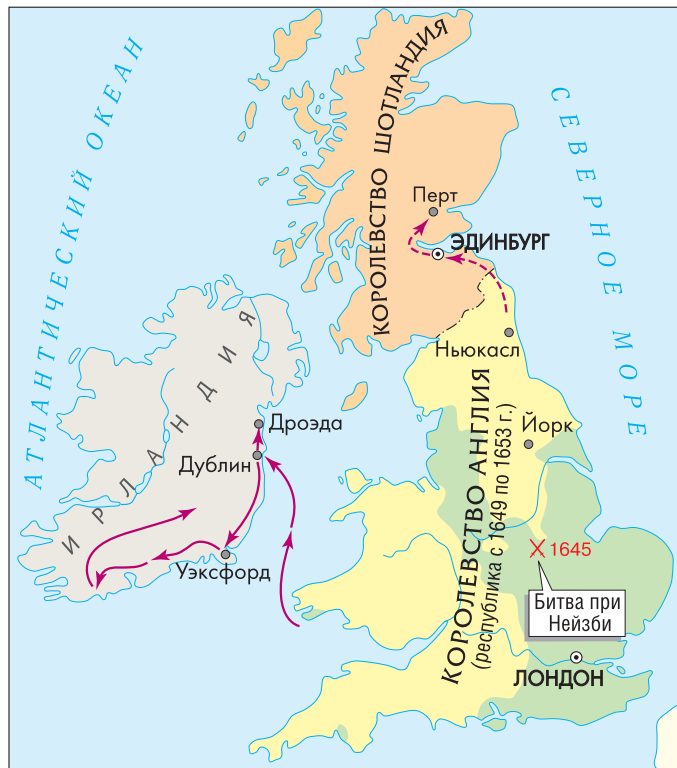 АТЛАНТИЧЕСКИЙ ОКЕАН
СЕВЕРНОЕ МОРЕ
КОРОЛЕВСТВО ШОТЛАНДИЯ
Перт
ЭДИНБУРГ
Ньюкасл
ИРЛАНДИЯ
Дроэда
Дублин
Уэксфорд
КОРОЛЕВСТВО АНГЛИЯ
(республика с 1649 по 1653 г.)
Йорк
1645
Битва при
Нейзби
ЛОНДОН